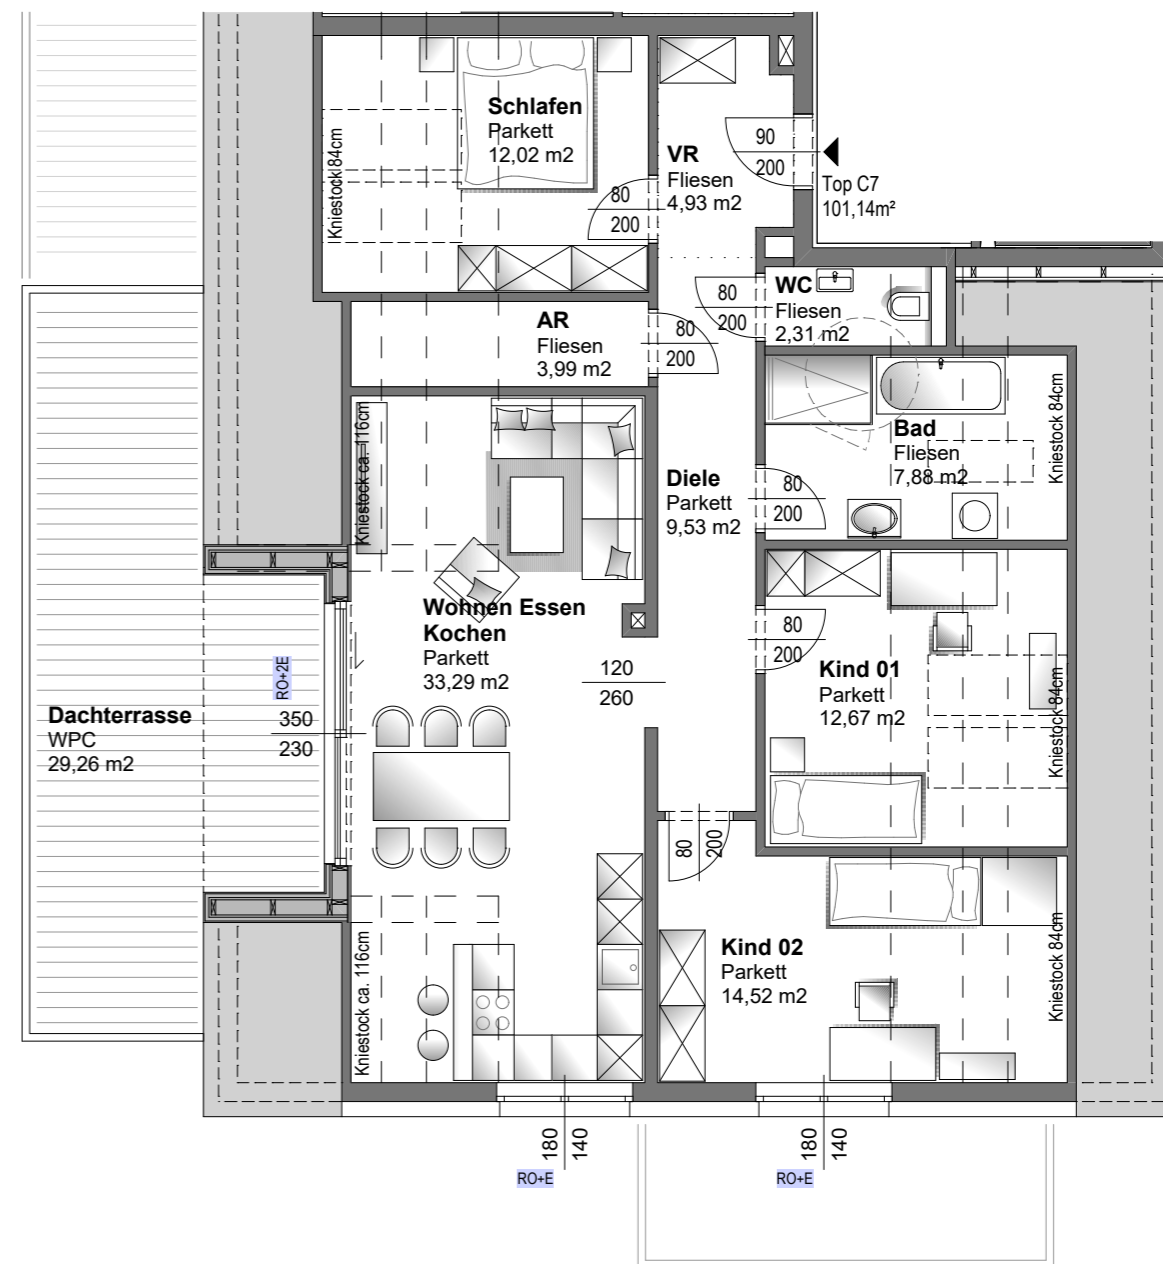 Schlafen
Parkett
12,02 m2
Kniestock 84cm
80
200
VR
Fliesen
4,93 m2
90
200
Top C7
101,14m²
WC
Fliesen
2,31 m2
80
200
AR
Fliesen
3,99 m2
80
200
Kniestock ca. 116cm
Bad
Fliesen
7,88 m2
Kniestock 84cm
80
200
Diele
Parkett
9,53 m2
Wohnen Essen
Kochen
Parkett
33,29 m2
120
260
80
200
Kind 01
Parkett
12,67 m2
Kniestock 84cm
RO+2E
350
230
Dachterrasse
WPC
29,26 m2
80
200
Kind 02
Parkett
14,52 m2
Kniestock 84cm
Kniestock ca. 116cm
180
140
RO+E
180
140
RO+E